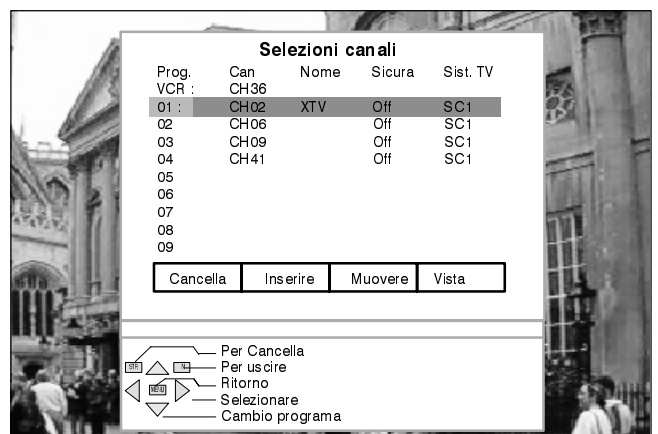 Selezioni canali
Prog. Can Nome Sicura Sist. TV
VCR : CH36
01 : CH02 XTV Off SC1
02 CH06 Off SC1
03 CH09 Off SC1
04 CH41 Off SC1
05
06
07
08
09
Cancella Inserire Muovere Vista
Per Cancella
STR N Per uscire
MENU Ritorno
Selezionare
Cambio programa